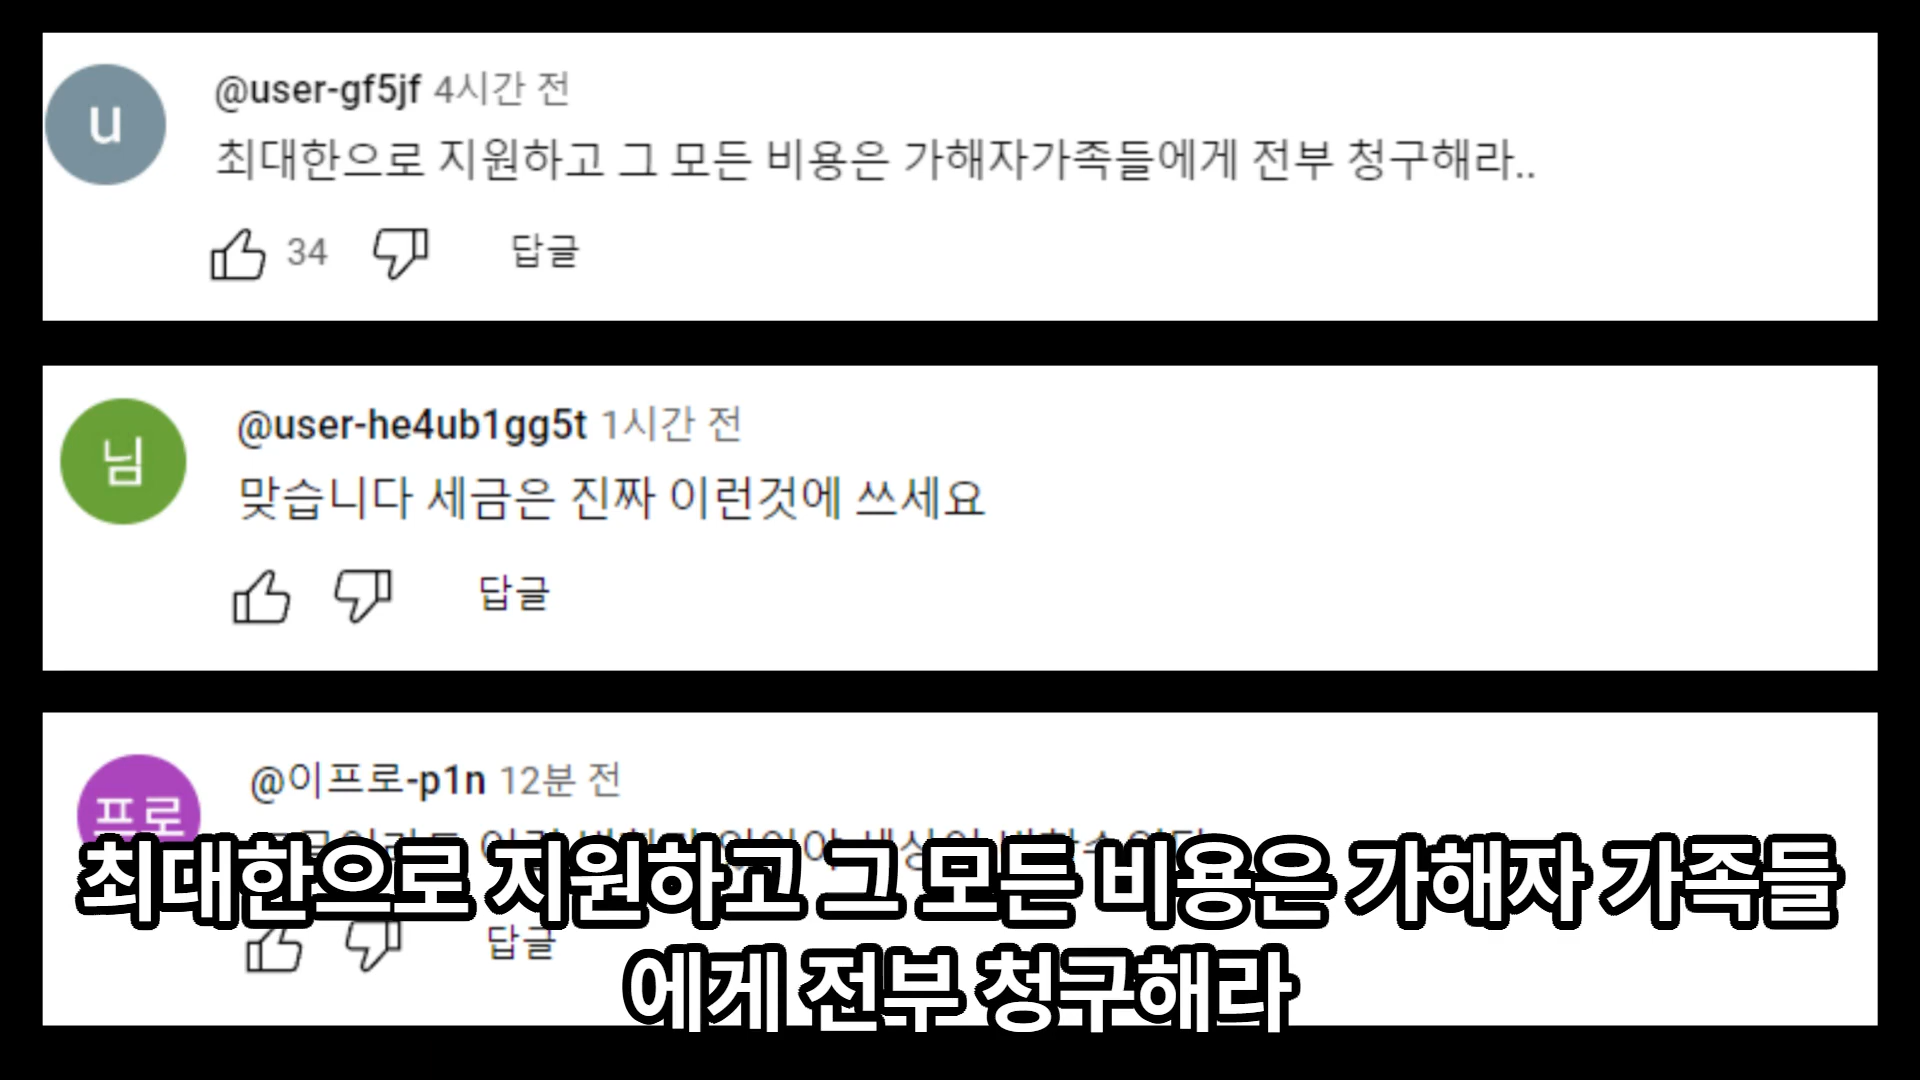 u
@user-gf5jf 4시간 전
최대한으로 지원하고 그 모든 비용은 가해자가족들에게 전부 청구해라..
34 답글
님
@user-he4ub1gg5t 1시간 전
맞습니다 세금은 진짜 이런것에 쓰세요
답글
프로
@이프로-p1n 12분 전
답글
최대한으로 지원하고 그 모든 비용은 가해자 가족들
에게 전부 청구해라